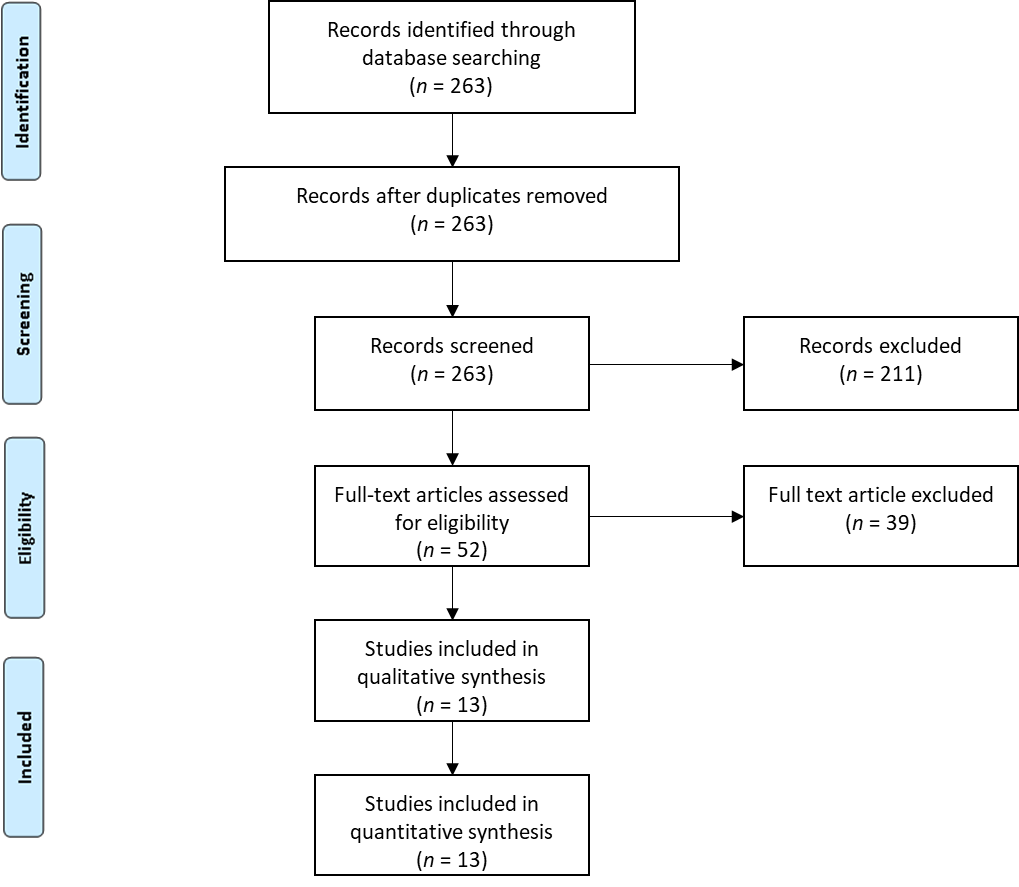 Identification
Records identified through
database searching
(n = 263)
Records after duplicates removed
(n = 263)
Screening
Records screened
(n = 263)
Records excluded
(n = 211)
Eligibility
Full-text articles assessed
for eligibility
(n = 52)
Full text article excluded
(n = 39)
Included
Studies included in
qualitative synthesis
(n = 13)
Studies included in
quantitative synthesis
(n = 13)